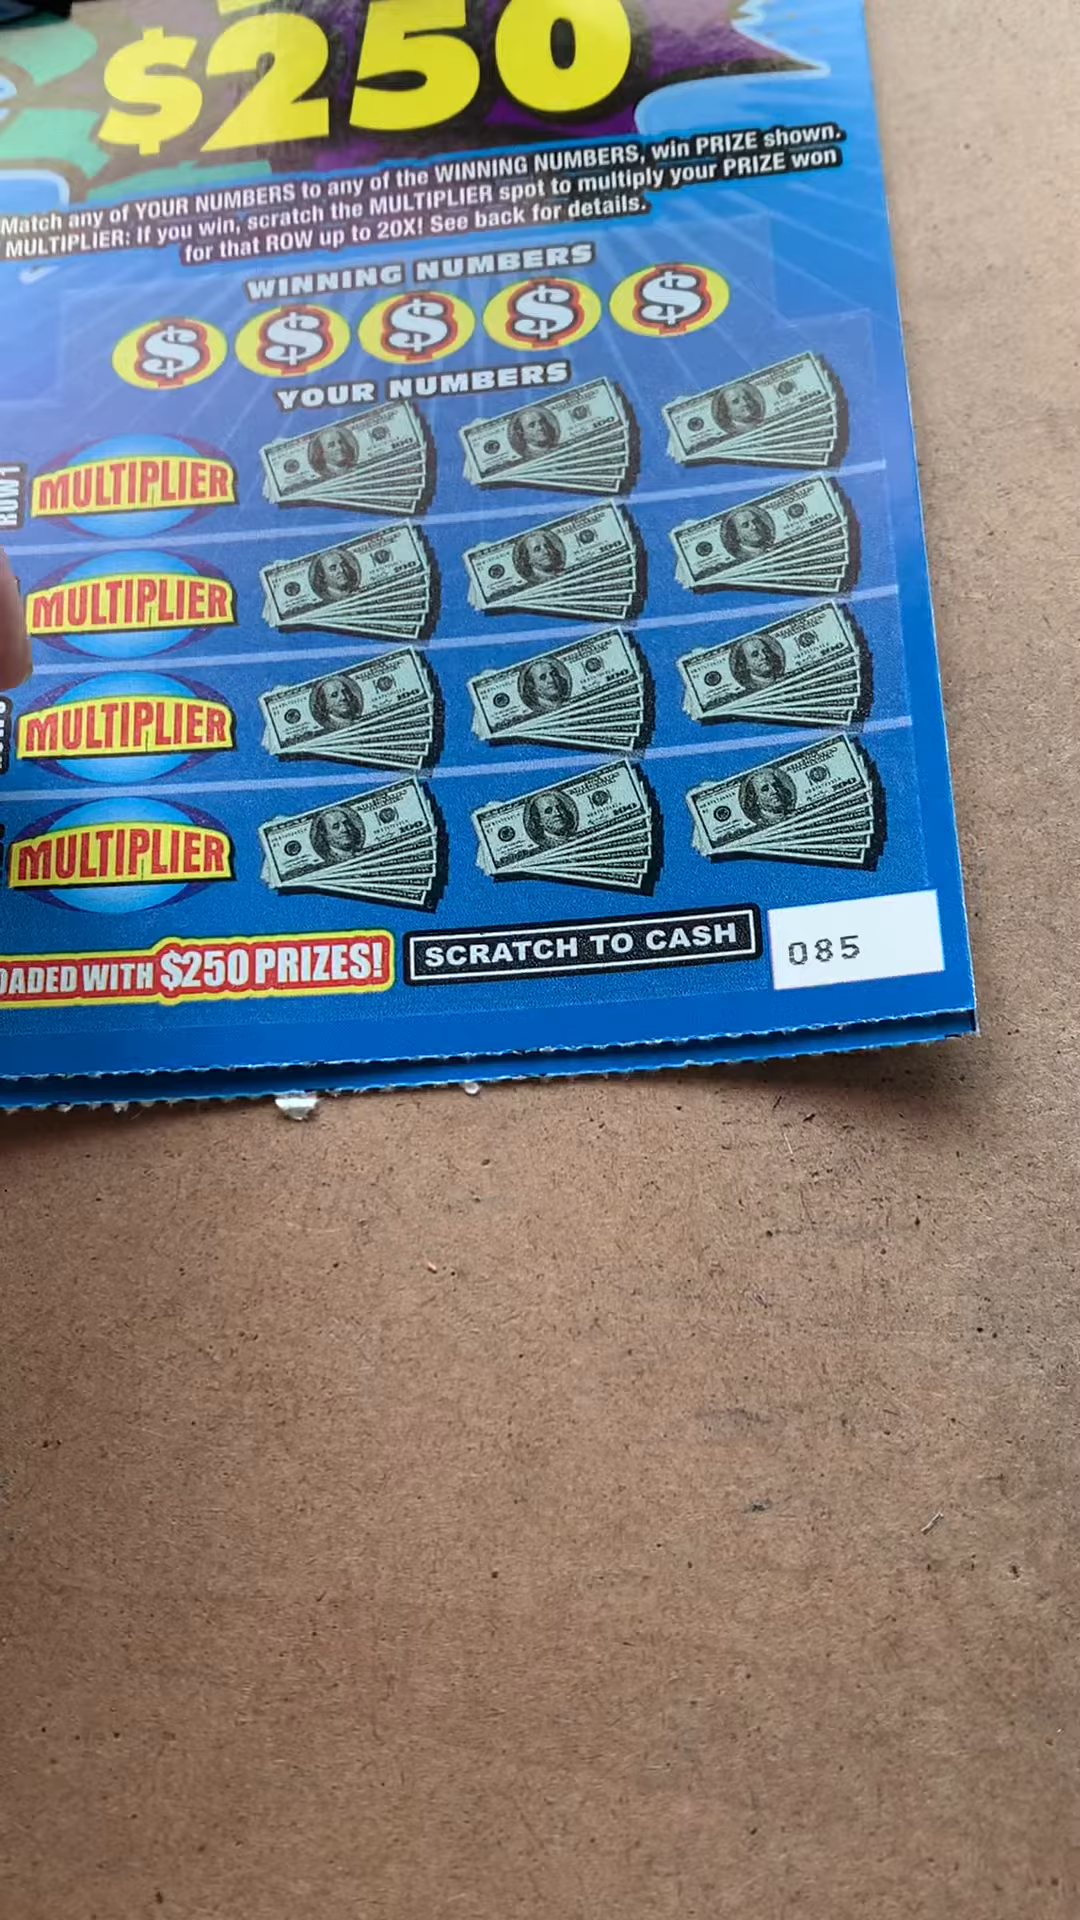 $250
Match any of YOUR NUMBERS to any of the WINNING NUMBERS, win PRIZE shown.
MULTIPLIER: If you win, scratch the MULTIPLIER spot to multiply your PRIZE won
for that ROW up to 20X! See back for details.
WINNING NUMBERS
$ $ $ $ $
YOUR NUMBERS
ROW 1
MULTIPLIER
MULTIPLIER
MULTIPLIER
MULTIPLIER
WITH $250 PRIZES!
SCRATCH TO CASH
085